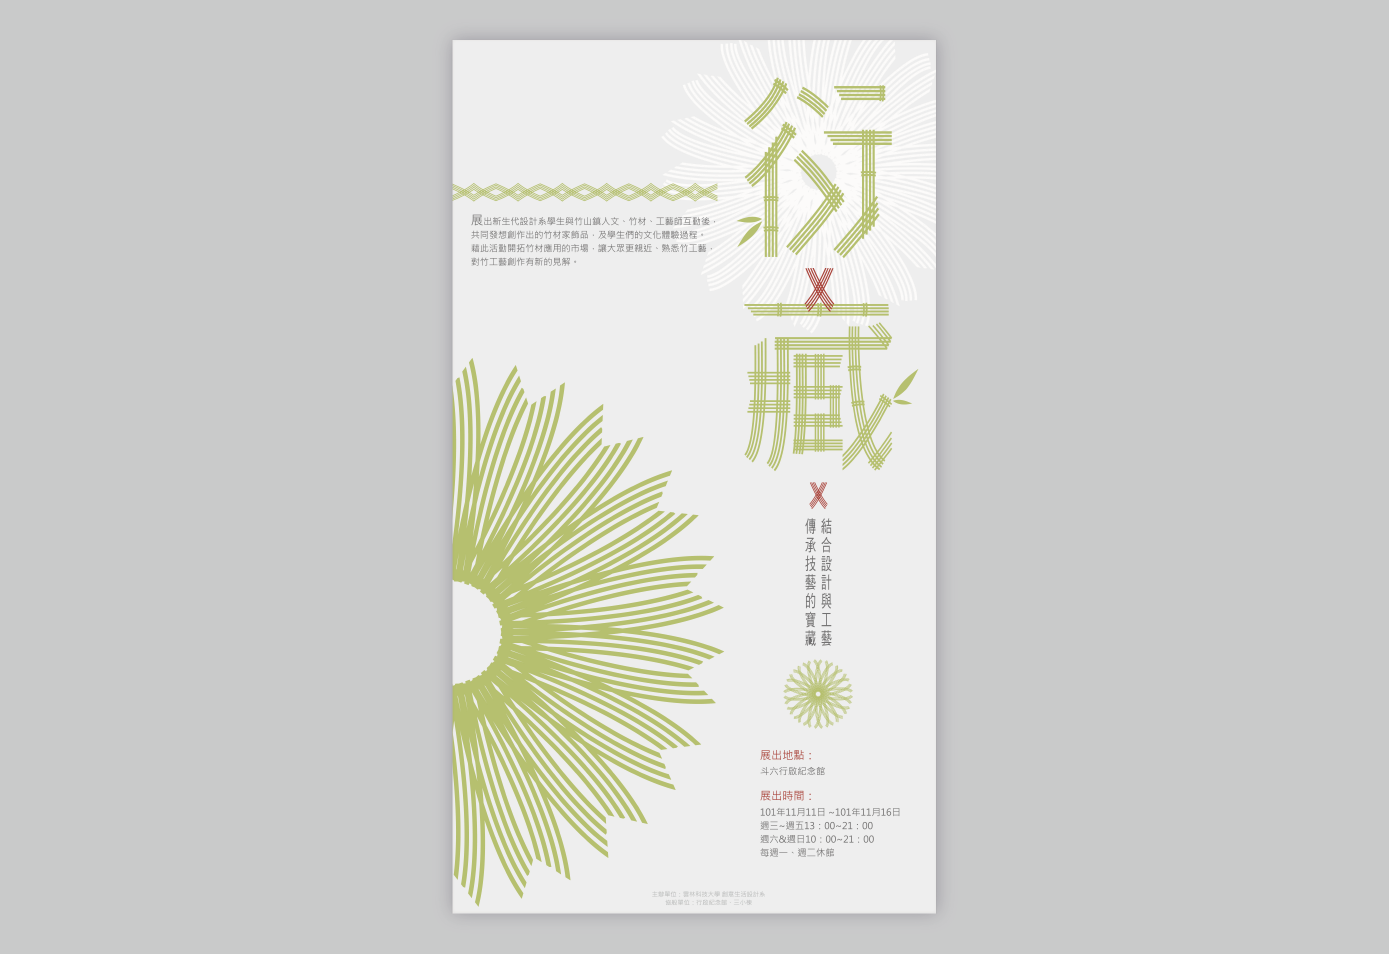 衍
藏
展出新生代設計系學生與竹山鎮人文、竹材、工藝師互動後，
共同發想創作出的竹材家飾品，及學生們的文化體驗過程。
藉此活動開拓竹材應用的市場，讓大眾更親近、熟悉竹工藝，
對竹工藝創作有新的見解。
結合設計與工藝
傳承技藝的寶藏
展出地點：
斗六行啟紀念館
展出時間：
101年11月11日 ~101年11月16日
週三~週五13：00~21：00
週六&週日10：00~21：00
每週一、週二休館
主辦單位：雲林科技大學 創意生活設計系
協辦單位：行啟紀念館